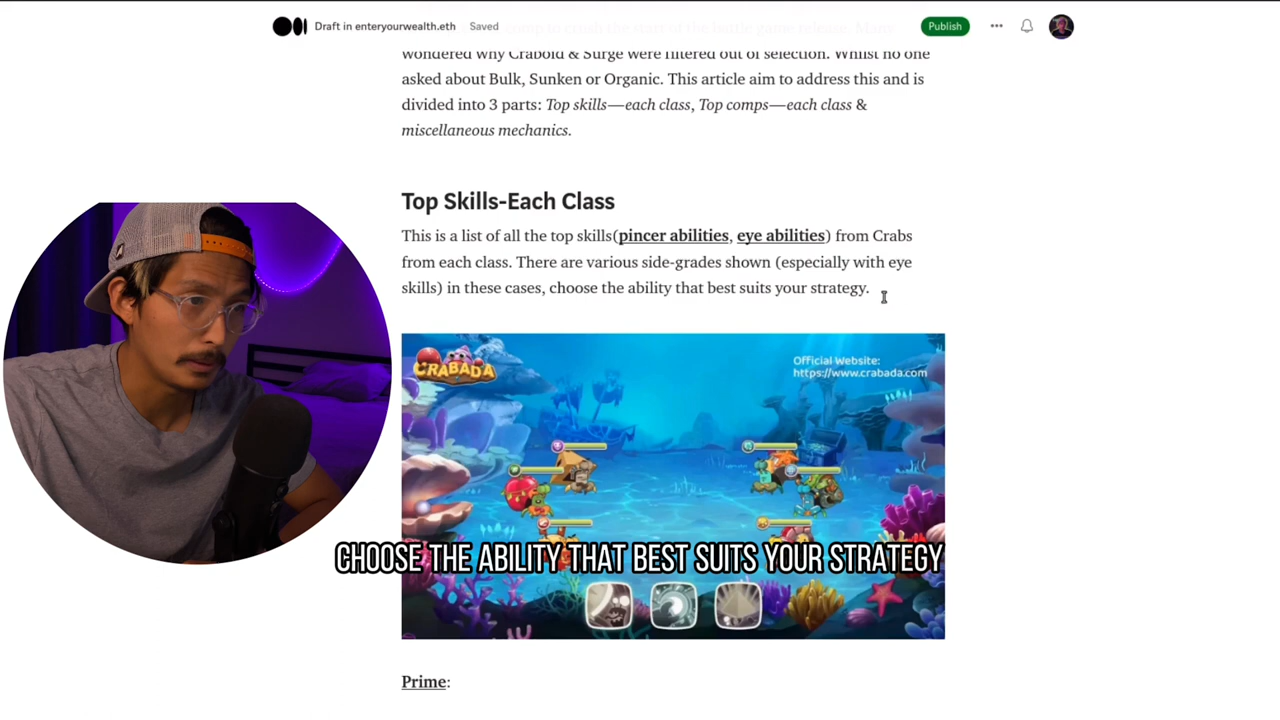 Draft in enteryourwealth.eth Saved Publish
wondered why Craboid & Surge were filtered out of selection. Whilst no one
asked about Bulk, Sunken or Organic. This article aim to address this and is
divided into 3 parts: Top skills—each class, Top comps—each class &
miscellaneous mechanics.
Top Skills-Each Class
This is a list of all the top skills(pincer abilities, eye abilities) from Crabs
from each class. There are various side-grades shown (especially with eye
skills) in these cases, choose the ability that best suits your strategy.
CRABADA
Official Website:
https://www.crabada.com
CHOOSE THE ABILITY THAT BEST SUITS YOUR STRATEGY
Prime: